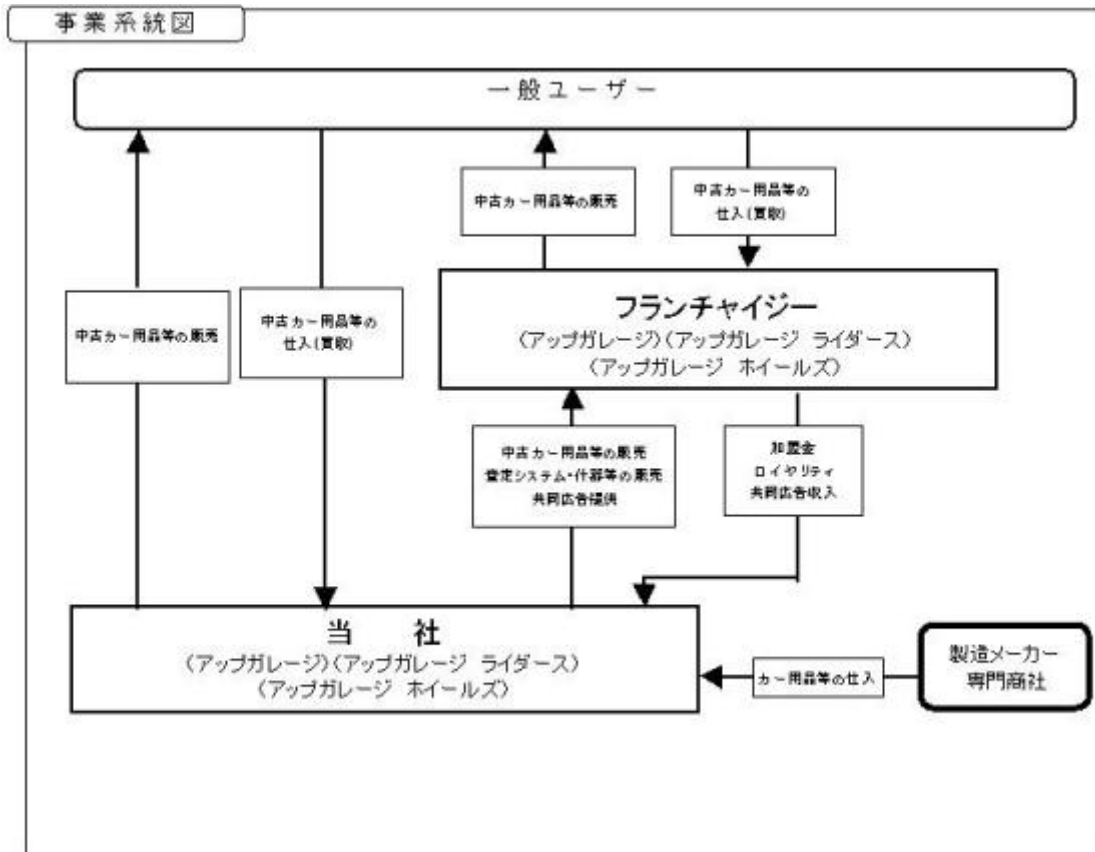 事業系統図
一般ユーザー
中古カー用品等の販売
中古カー用品等の
仕入(買取)
中古カー用品等の販売
中古カー用品等の
仕入(買取)
フランチャイジー
(アップガレージ)(アップガレージ ライダース)
(アップガレージ ホイールズ)
中古カー用品等の販売
査定システム・什器等の販売
共同広告提供
加盟金
ロイヤリティ
共同広告収入
当 社
(アップガレージ)(アップガレージ ライダース)
(アップガレージ ホイールズ)
カー用品等の仕入
製造メーカー
専門商社